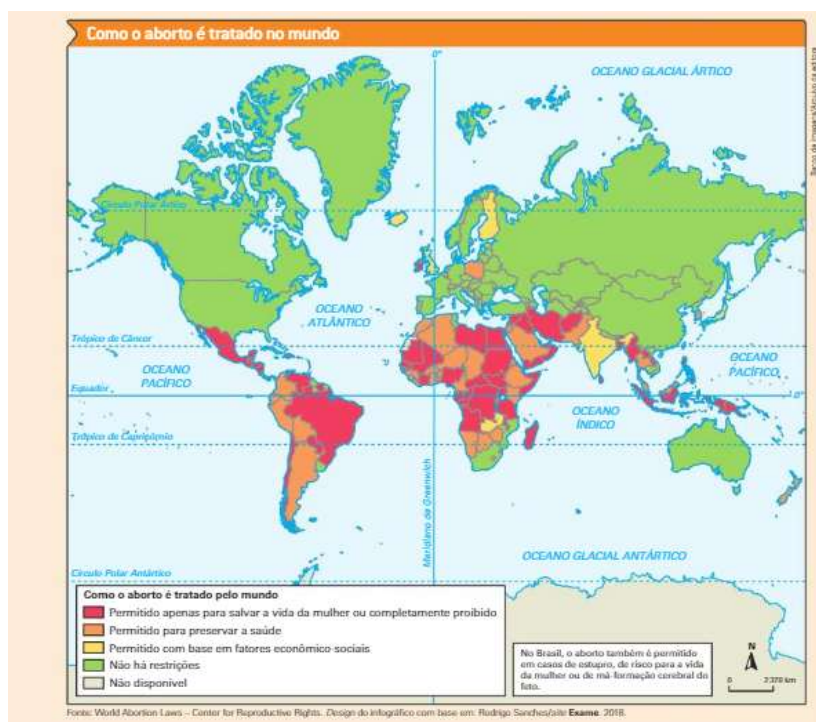 Como o aborto é tratado no mundo
0°
OCEANO GLACIAL ÁRTICO
Círculo Polar Ártico
OCEANO
ATLÂNTICO
Trópico de Câncer
OCEANO
PACÍFICO
OCEANO
PACÍFICO
Equador
0°
OCEANO
ÍNDICO
Trópico de Capricórnio
Meridiano de Greenwich
OCEANO GLACIAL ANTÁRTICO
Círculo Polar Antártico
Como o aborto é tratado pelo mundo
Permitido apenas para salvar a vida da mulher ou completamente proibido
Permitido para preservar a saúde
Permitido com base em fatores econômico-sociais
Não há restrições
Não disponível
No Brasil, o aborto também é permitido
em casos de estupro, de risco para a vida
da mulher ou de má-formação cerebral do
feto.
N
0 2 370 km
Fonte: World Abortion Laws – Center for Reproductive Rights. Design do infográfico com base em: Rodrigo Sanches/site Exame. 2018.